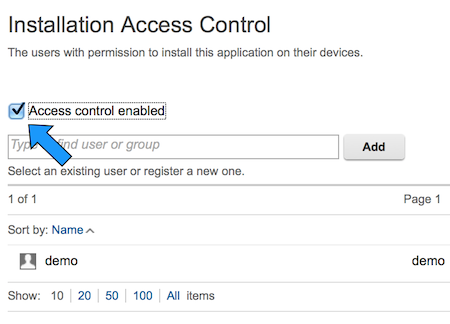 Installation Access Control
The users with permission to install this application on their devices.
Access control enabled
Type find user or group
Add
Select an existing user or register a new one.
1 of 1 Page 1
Sort by: Name
demo demo
Show: 10 20 50 100 All items